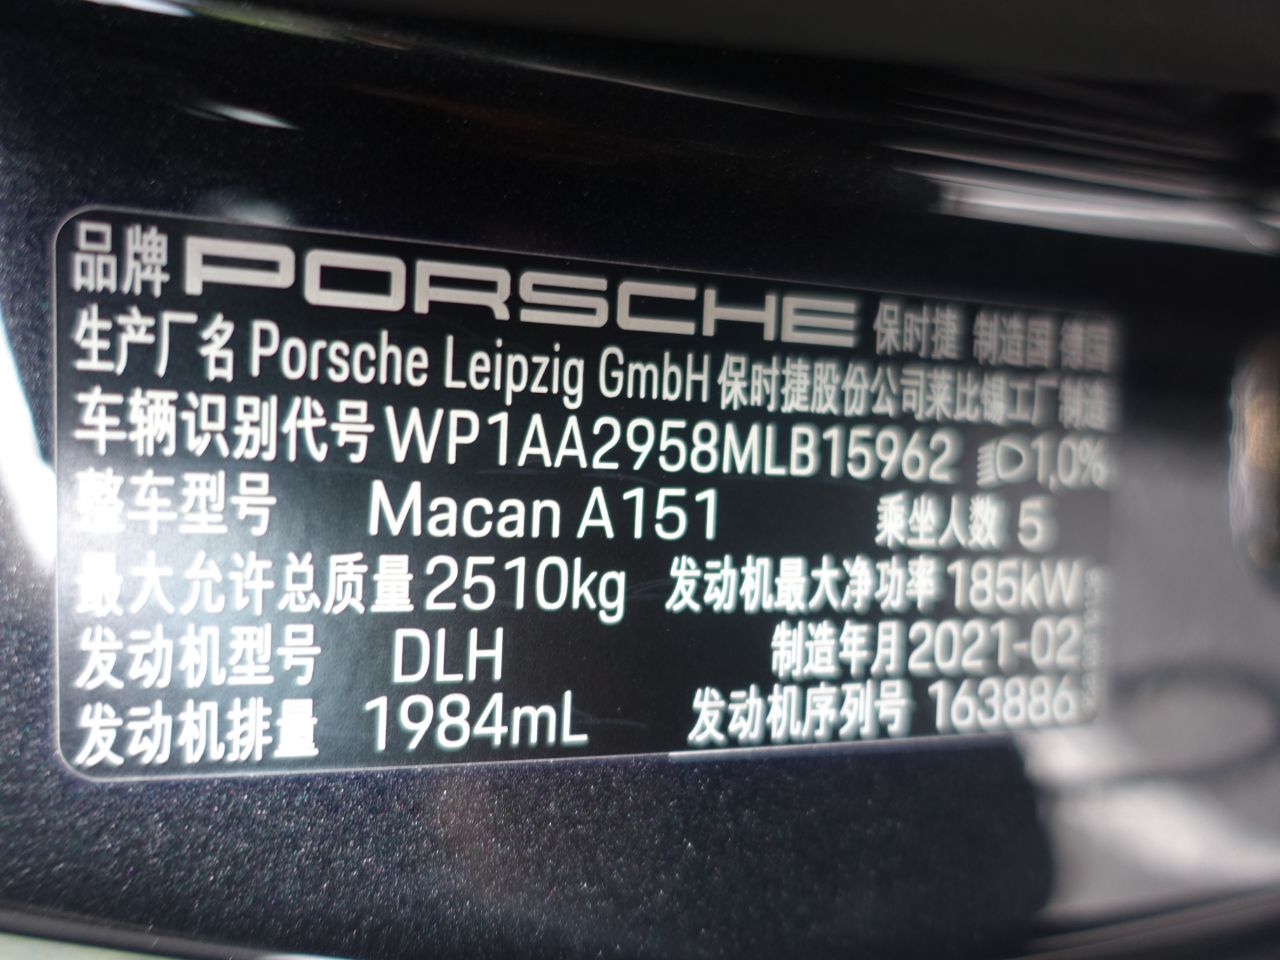 品牌 PORSCHE 保时捷 制造国 德国
生产厂名 Porsche Leipzig GmbH 保时捷股份公司莱比锡工厂制造
车辆识别代号 WP1AA2958MLB15962 1,0%
整车型号 Macan A151 乘坐人数 5
最大允许总质量 2510kg 发动机最大净功率 185kW
发动机型号 DLH 制造年月 2021-02
发动机排量 1984mL 发动机序列号 163886